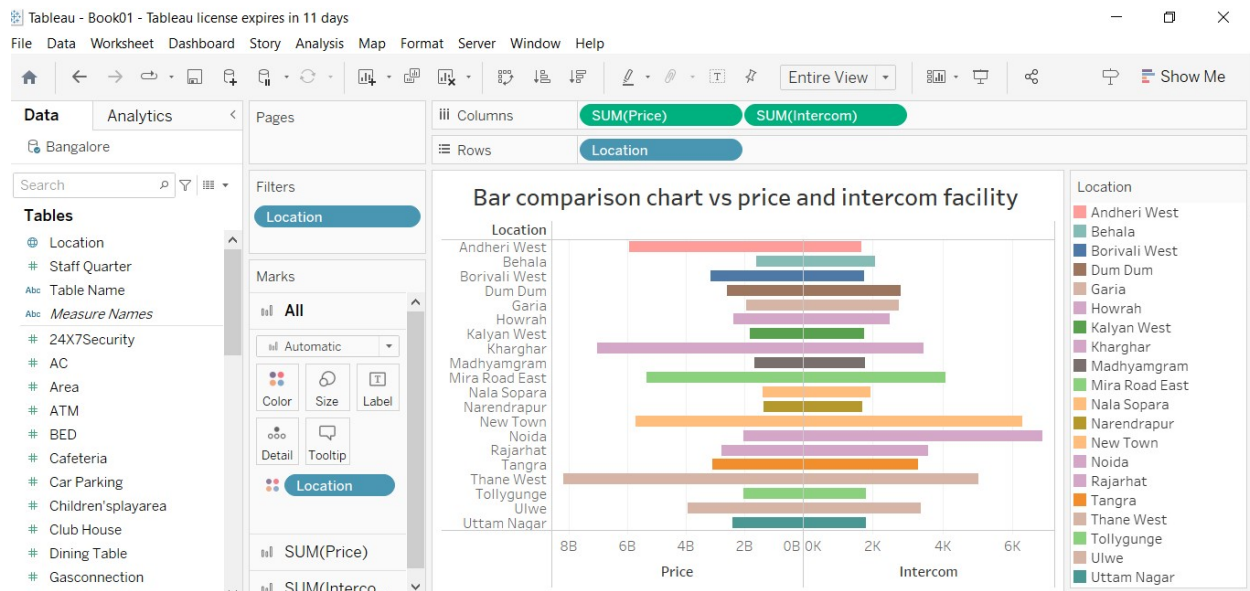 Tableau - Book01 - Tableau license expires in 11 days
File Data Worksheet Dashboard Story Analysis Map Format Server Window Help
Entire View
Show Me
Data
Analytics
Bangalore
Search
Tables
Location
Staff Quarter
Abc Table Name
Abc Measure Names
24X7Security
AC
Area
ATM
BED
Cafeteria
Car Parking
Children'splayarea
Club House
Dining Table
Gasconnection
Pages
Filters
Location
Marks
All
Automatic
Color
Size
Label
Detail
Tooltip
Location
SUM(Price)
SUM(Interco
Columns
SUM(Price)
SUM(Intercom)
Rows
Location
Bar comparison chart vs price and intercom facility
Location
Andheri West
Behala
Borivali West
Dum Dum
Garia
Howrah
Kalyan West
Kharghar
Madhyamgram
Mira Road East
Nala Sopara
Narendrapur
New Town
Noida
Rajarhat
Tangra
Thane West
Tollygunge
Ulwe
Uttam Nagar
8B 6B 4B 2B 0B 0K 2K 4K 6K
Price
Intercom
Location
Andheri West
Behala
Borivali West
Dum Dum
Garia
Howrah
Kalyan West
Kharghar
Madhyamgram
Mira Road East
Nala Sopara
Narendrapur
New Town
Noida
Rajarhat
Tangra
Thane West
Tollygunge
Ulwe
Uttam Nagar